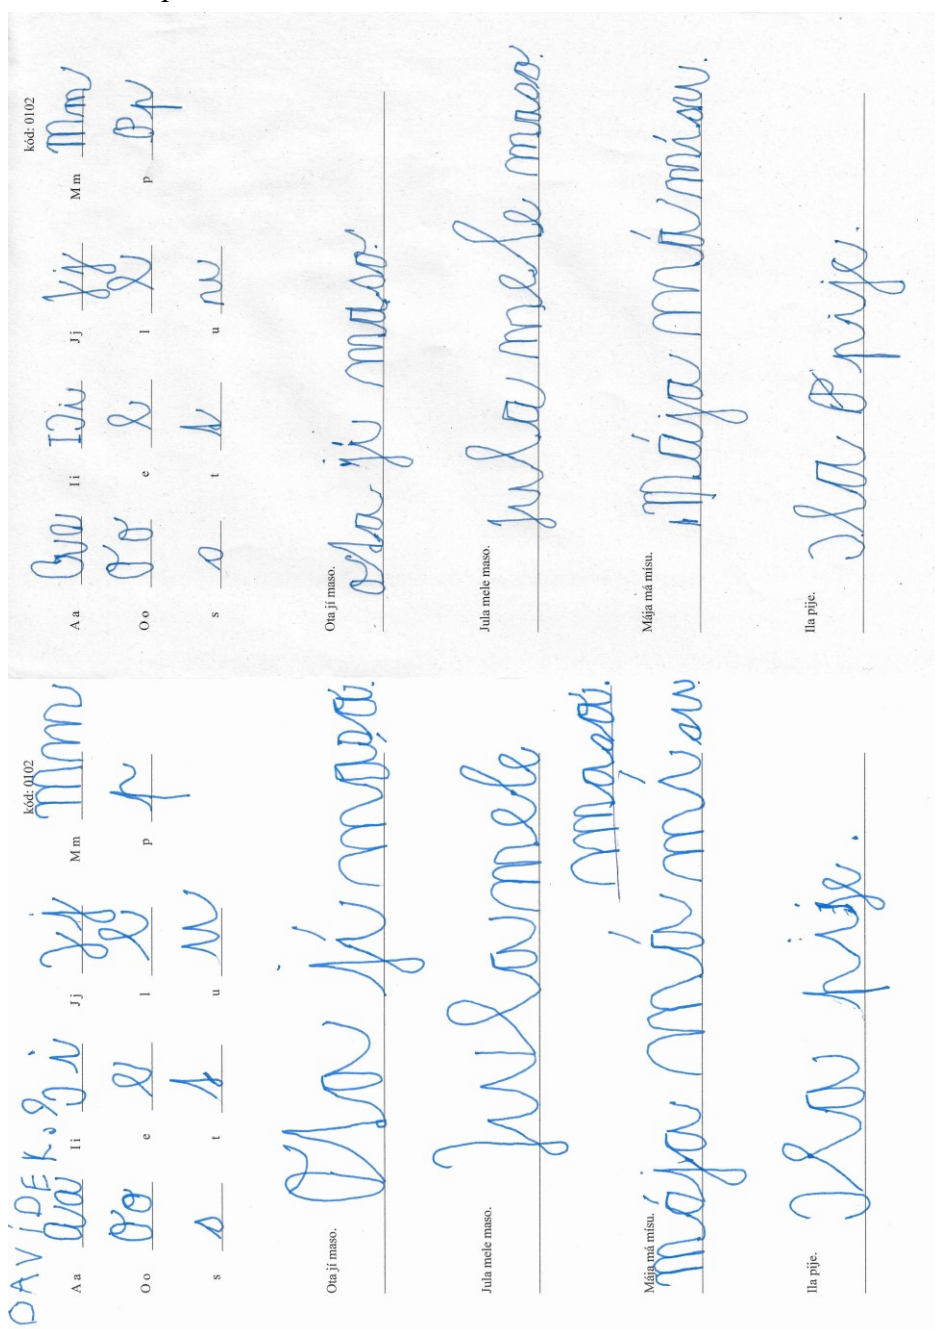 DAVÍDEK
kód: 0102
A a Aa I i Ii J j Jj M m Mm
O o Oo e e l l p p
s s t t u u
Ota jí maso.
Ota jí maso.
Jula mele maso.
Jula mele
maso.
Mája má mísu.
mája má mísu.
Ila pije.
Ila pije.
kód: 0102
A a Aa I i Ii J j Jj M m Mm
O o Oo e e l l p Pp
s s t t u u
Ota jí maso.
Ota jí maso.
Jula mele maso.
jula mele maso.
Mája má mísu.
Mája má mísu.
Ila pije.
Ila pije.